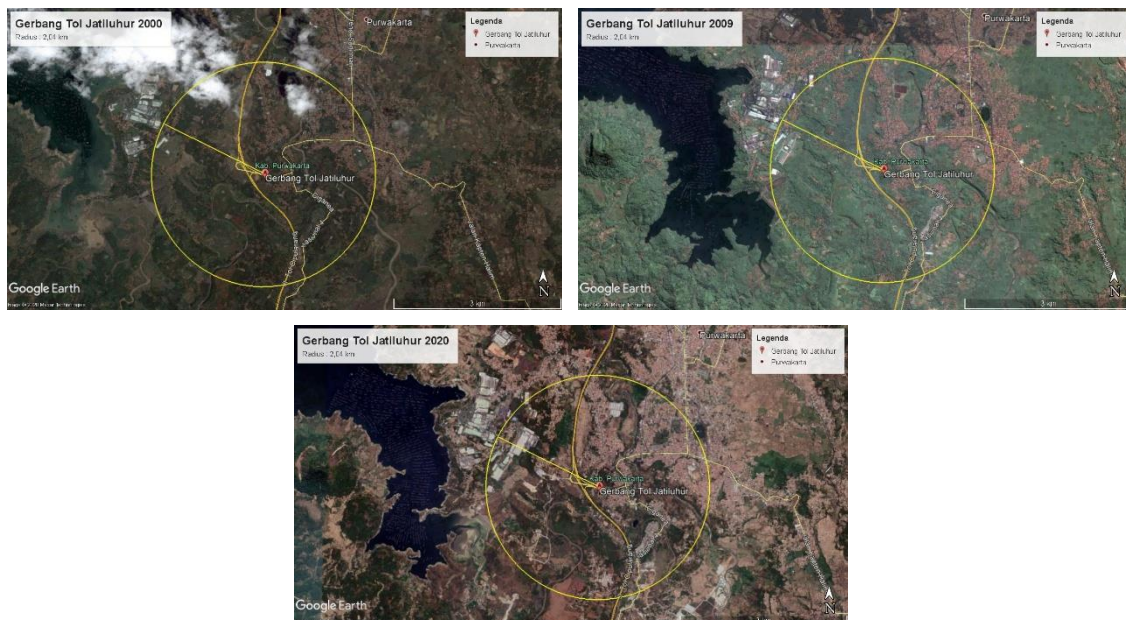 Gerbang Tol Jatiluhur 2000
Radius : 2,04 km
Legenda
Gerbang Tol Jatiluhur
Purwakarta
Purwakarta
Kab. Purwakarta
Gerbang Tol Jatiluhur
Google Earth
3 km
N
Gerbang Tol Jatiluhur 2009
Radius : 2,04 km
Legenda
Gerbang Tol Jatiluhur
Purwakarta
Purwakarta
Kab. Purwakarta
Gerbang Tol Jatiluhur
Google Earth
3 km
N
Gerbang Tol Jatiluhur 2020
Radius : 2,04 km
Legenda
Gerbang Tol Jatiluhur
Purwakarta
Purwakarta
Kab. Purwakarta
Gerbang Tol Jatiluhur
Google Earth
N